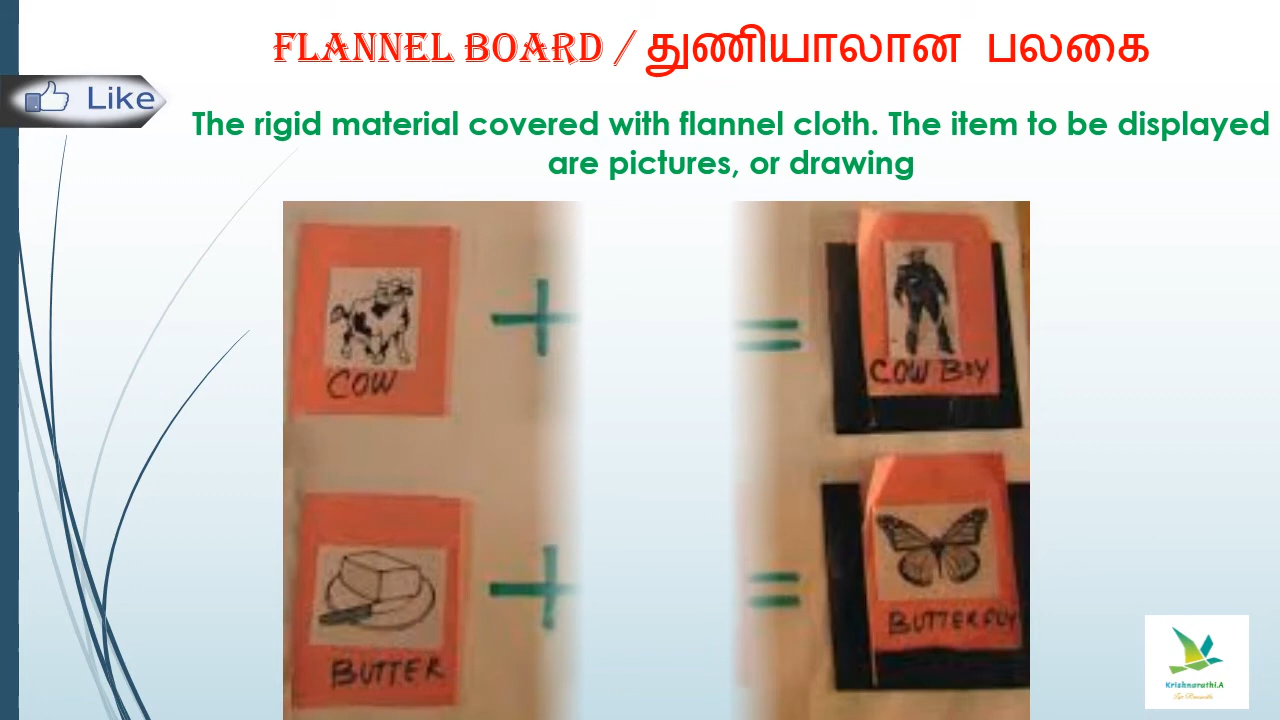 FLANNEL BOARD / துணியாலான பலகை
Like
The rigid material covered with flannel cloth. The item to be displayed
are pictures, or drawing
+
=
COW
COW BOY
+
=
BUTTER
BUTTERFLY
Krishnarathi.A